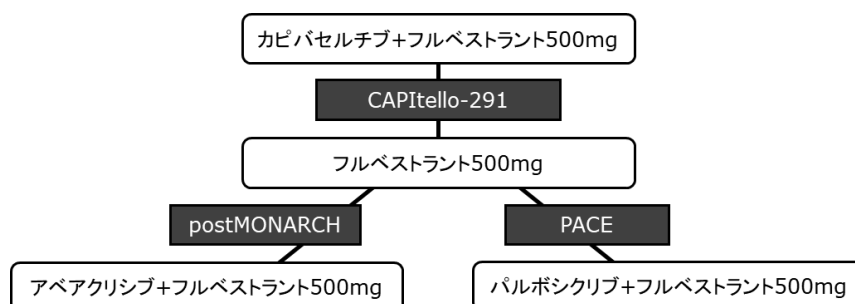 カピバセルチブ+フルベストラント500mg
CAPItello-291
フルベストラント500mg
postMONARCH
PACE
アベアクリシブ+フルベストラント500mg
パルボシクリブ+フルベストラント500mg